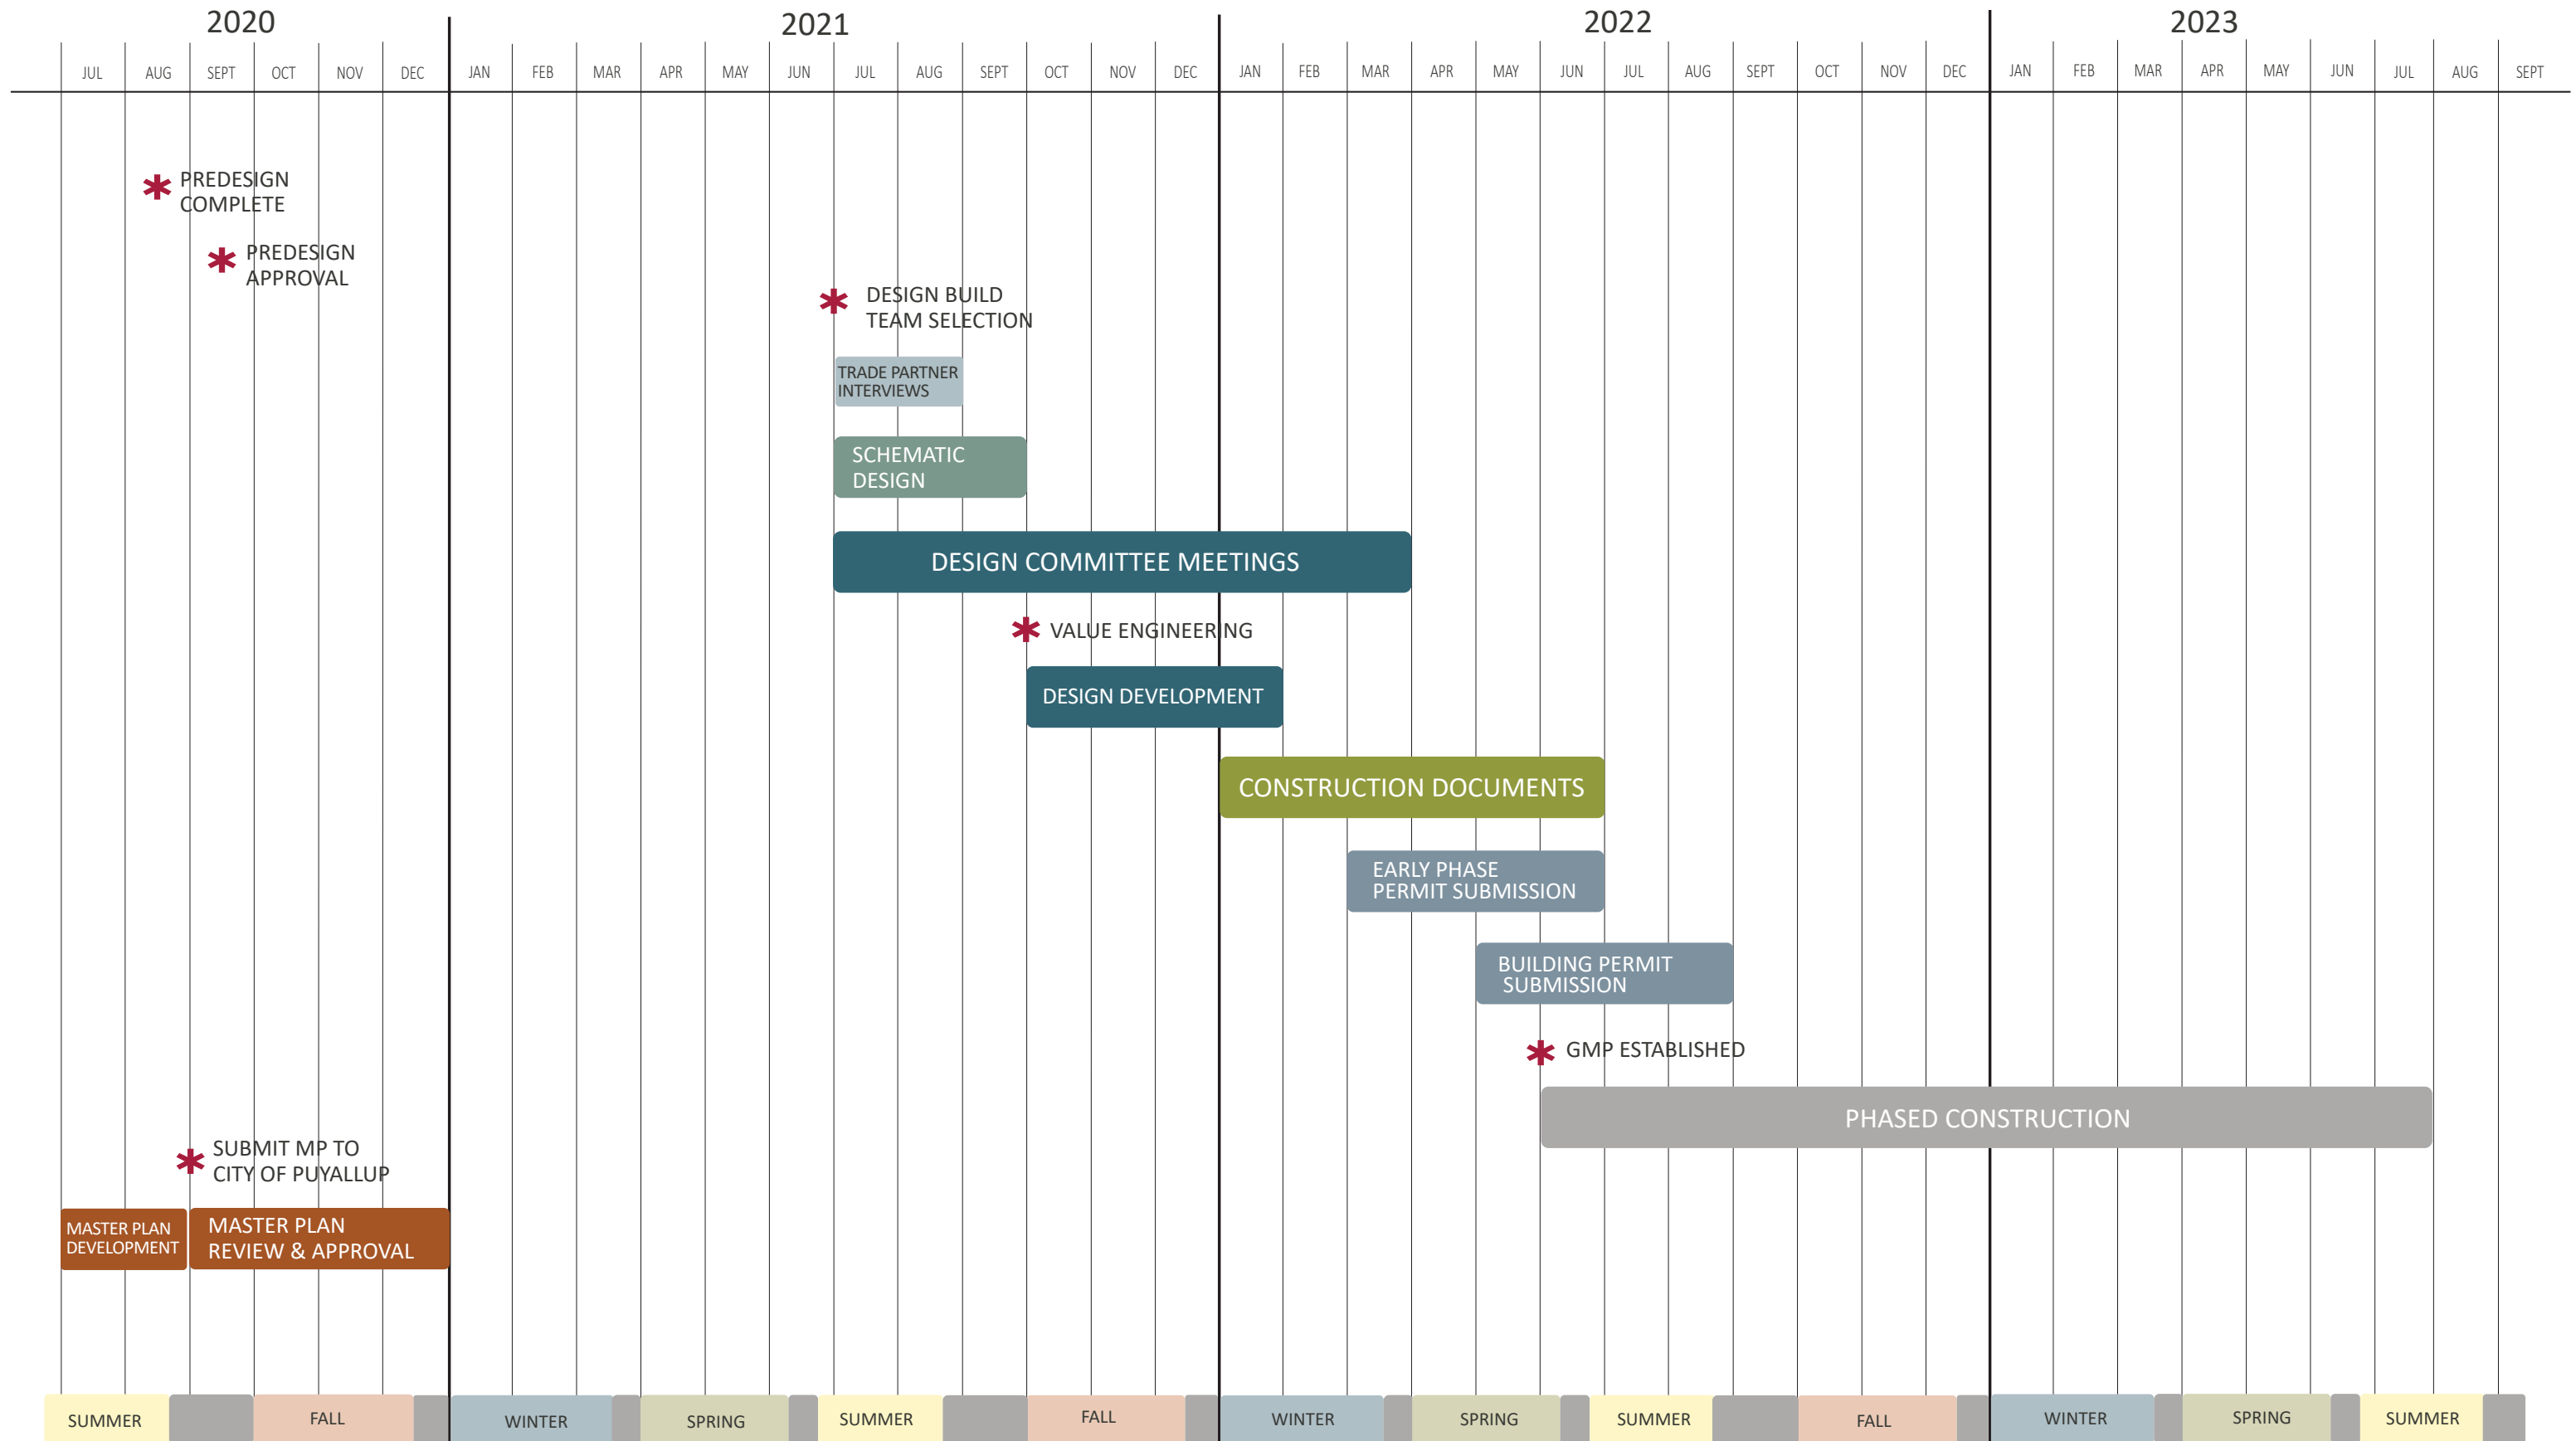 2020
2021
2022
2023
JUL AUG SEPT OCT NOV DEC JAN FEB MAR APR MAY JUN JUL AUG SEPT OCT NOV DEC JAN FEB MAR APR MAY JUN JUL AUG SEPT OCT NOV DEC JAN FEB MAR APR MAY JUN JUL AUG SEPT
PREDESIGN
COMPLETE
PREDESIGN
APPROVAL
DESIGN BUILD
TEAM SELECTION
TRADE PARTNER
INTERVIEWS
SCHEMATIC
DESIGN
DESIGN COMMITTEE MEETINGS
VALUE ENGINEERING
DESIGN DEVELOPMENT
CONSTRUCTION DOCUMENTS
EARLY PHASE
PERMIT SUBMISSION
BUILDING PERMIT
SUBMISSION
GMP ESTABLISHED
PHASED CONSTRUCTION
SUBMIT MP TO
CITY OF PUYALLUP
MASTER PLAN
DEVELOPMENT
MASTER PLAN
REVIEW & APPROVAL
SUMMER FALL WINTER SPRING SUMMER FALL WINTER SPRING SUMMER FALL WINTER SPRING SUMMER